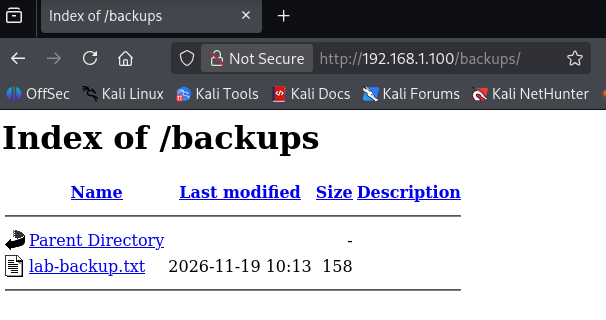 Index of /backups
Not Secure http://192.168.1.100/backups/
OffSec Kali Linux Kali Tools Kali Docs Kali Forums Kali NetHunter
Index of /backups
Name Last modified Size Description
Parent Directory -
lab-backup.txt 2026-11-19 10:13 158